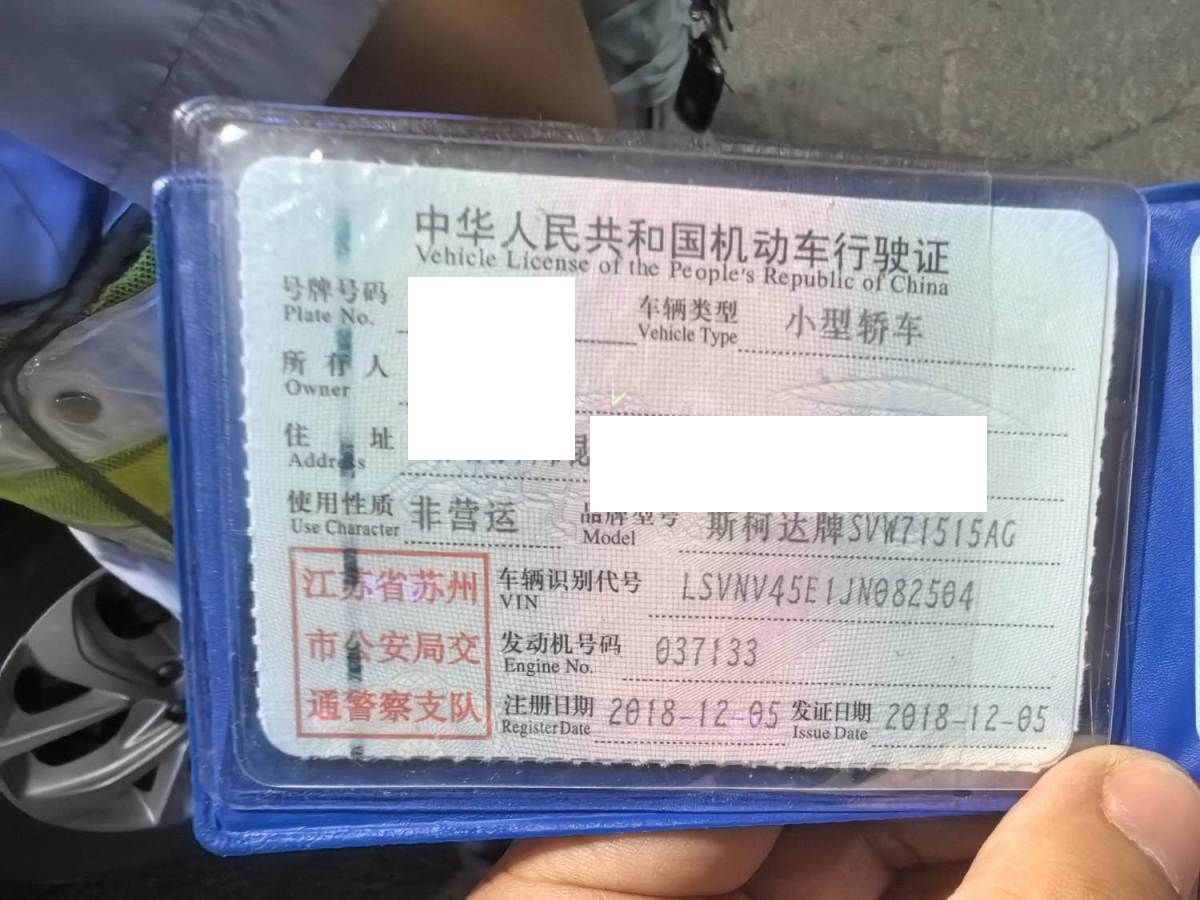 中华人民共和国机动车行驶证
Vehicle License of the People's Republic of China
号牌号码
Plate No.
车辆类型 小型轿车
Vehicle Type
所有人
Owner
住址
Address
使用性质 非营运
Use Character
品牌型号 斯柯达牌SVW71515AG
Model
江苏省苏州
市公安局交
通警察支队
车辆识别代号 LSVNV45E1JN082504
VIN
发动机号码 037133
Engine No.
注册日期 2018-12-05
Register Date
发证日期 2018-12-05
Issue Date